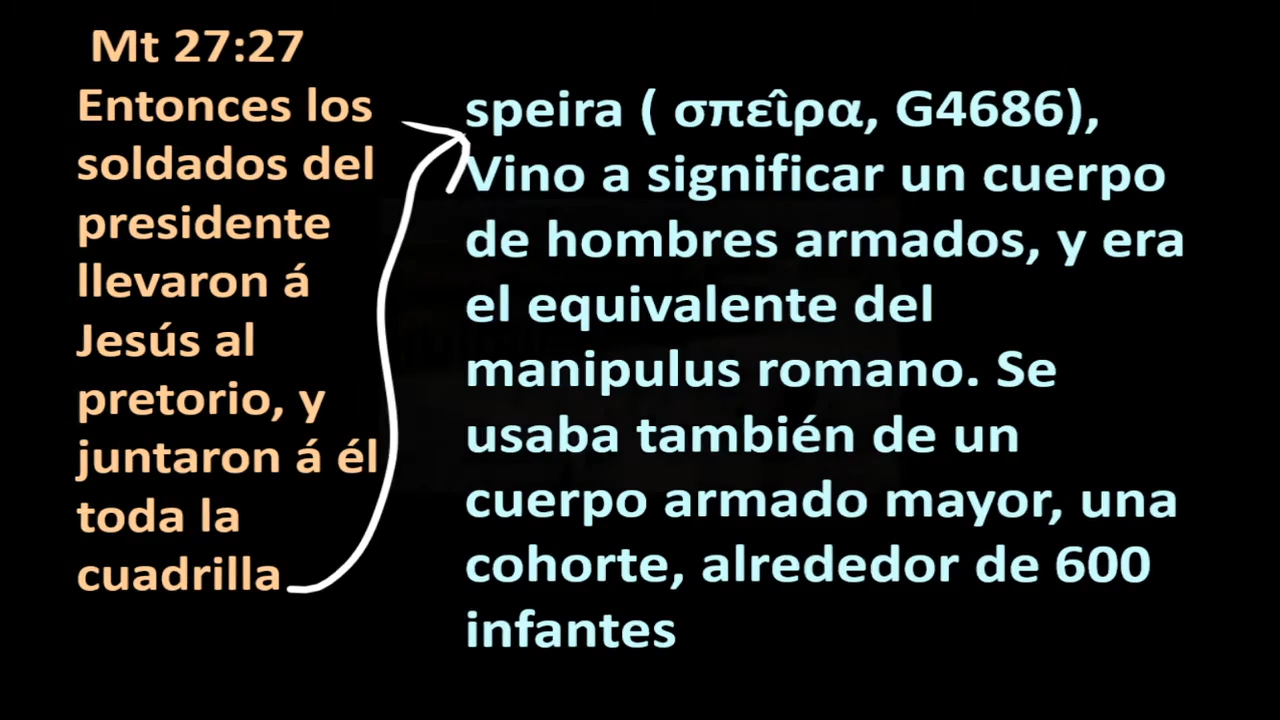 Mt 27:27
Entonces los
soldados del
presidente
llevaron á
Jesús al
pretorio, y
juntaron á él
toda la
cuadrilla
speira ( σπεῖρα, G4686),
Vino a significar un cuerpo
de hombres armados, y era
el equivalente del
manipulus romano. Se
usaba también de un
cuerpo armado mayor, una
cohorte, alrededor de 600
infantes